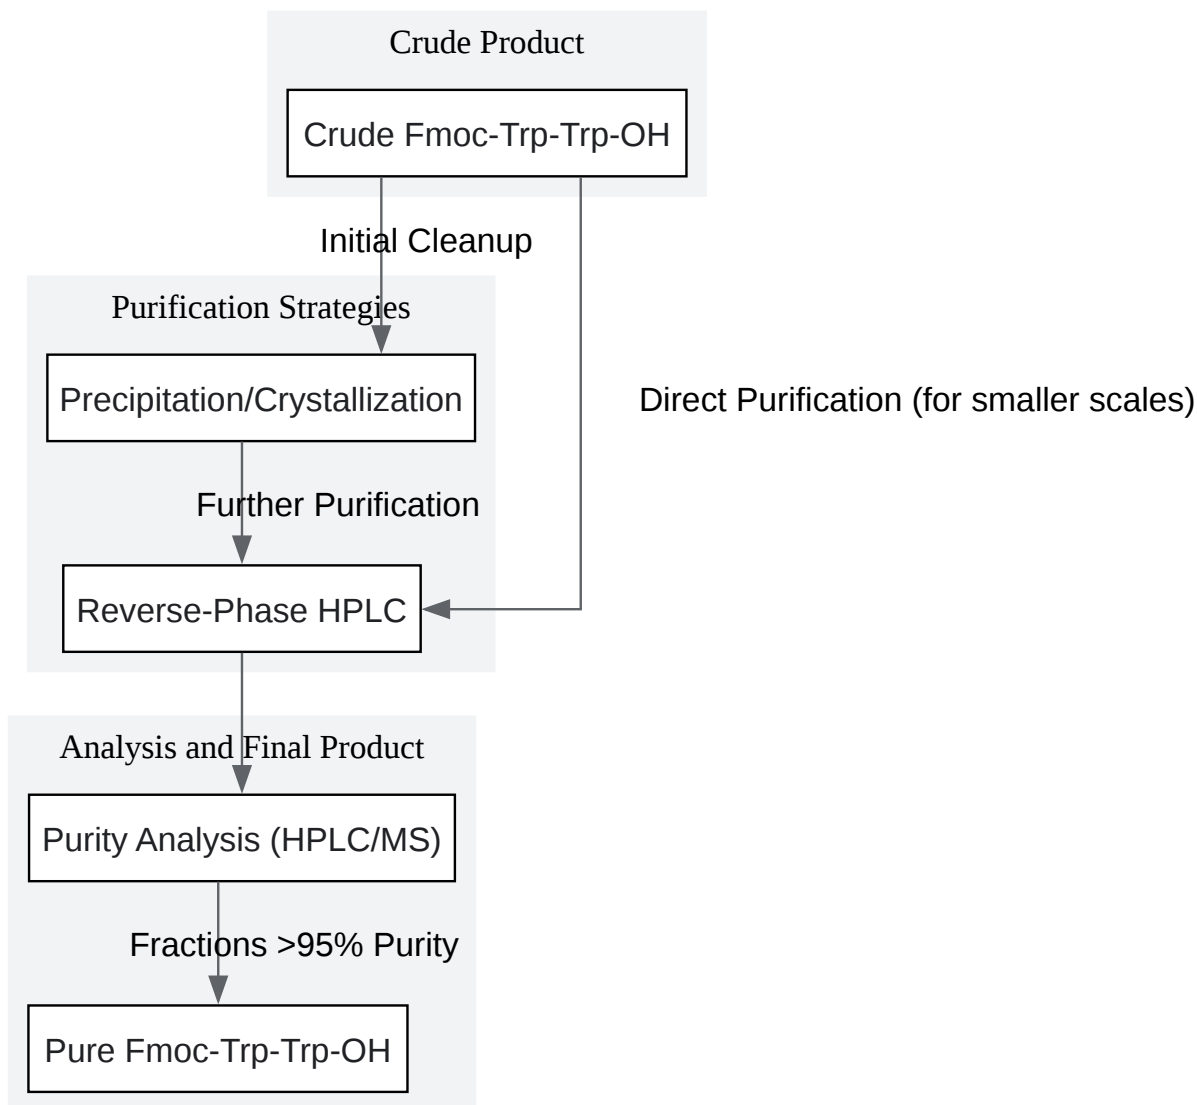 Crude Product
Crude Fmoc-Trp-Trp-OH
Initial Cleanup
Purification Strategies
Precipitation/Crystallization
Direct Purification (for smaller scales)
Further Purification
Reverse-Phase HPLC
Analysis and Final Product
Purity Analysis (HPLC/MS)
Fractions >95% Purity
Pure Fmoc-Trp-Trp-OH